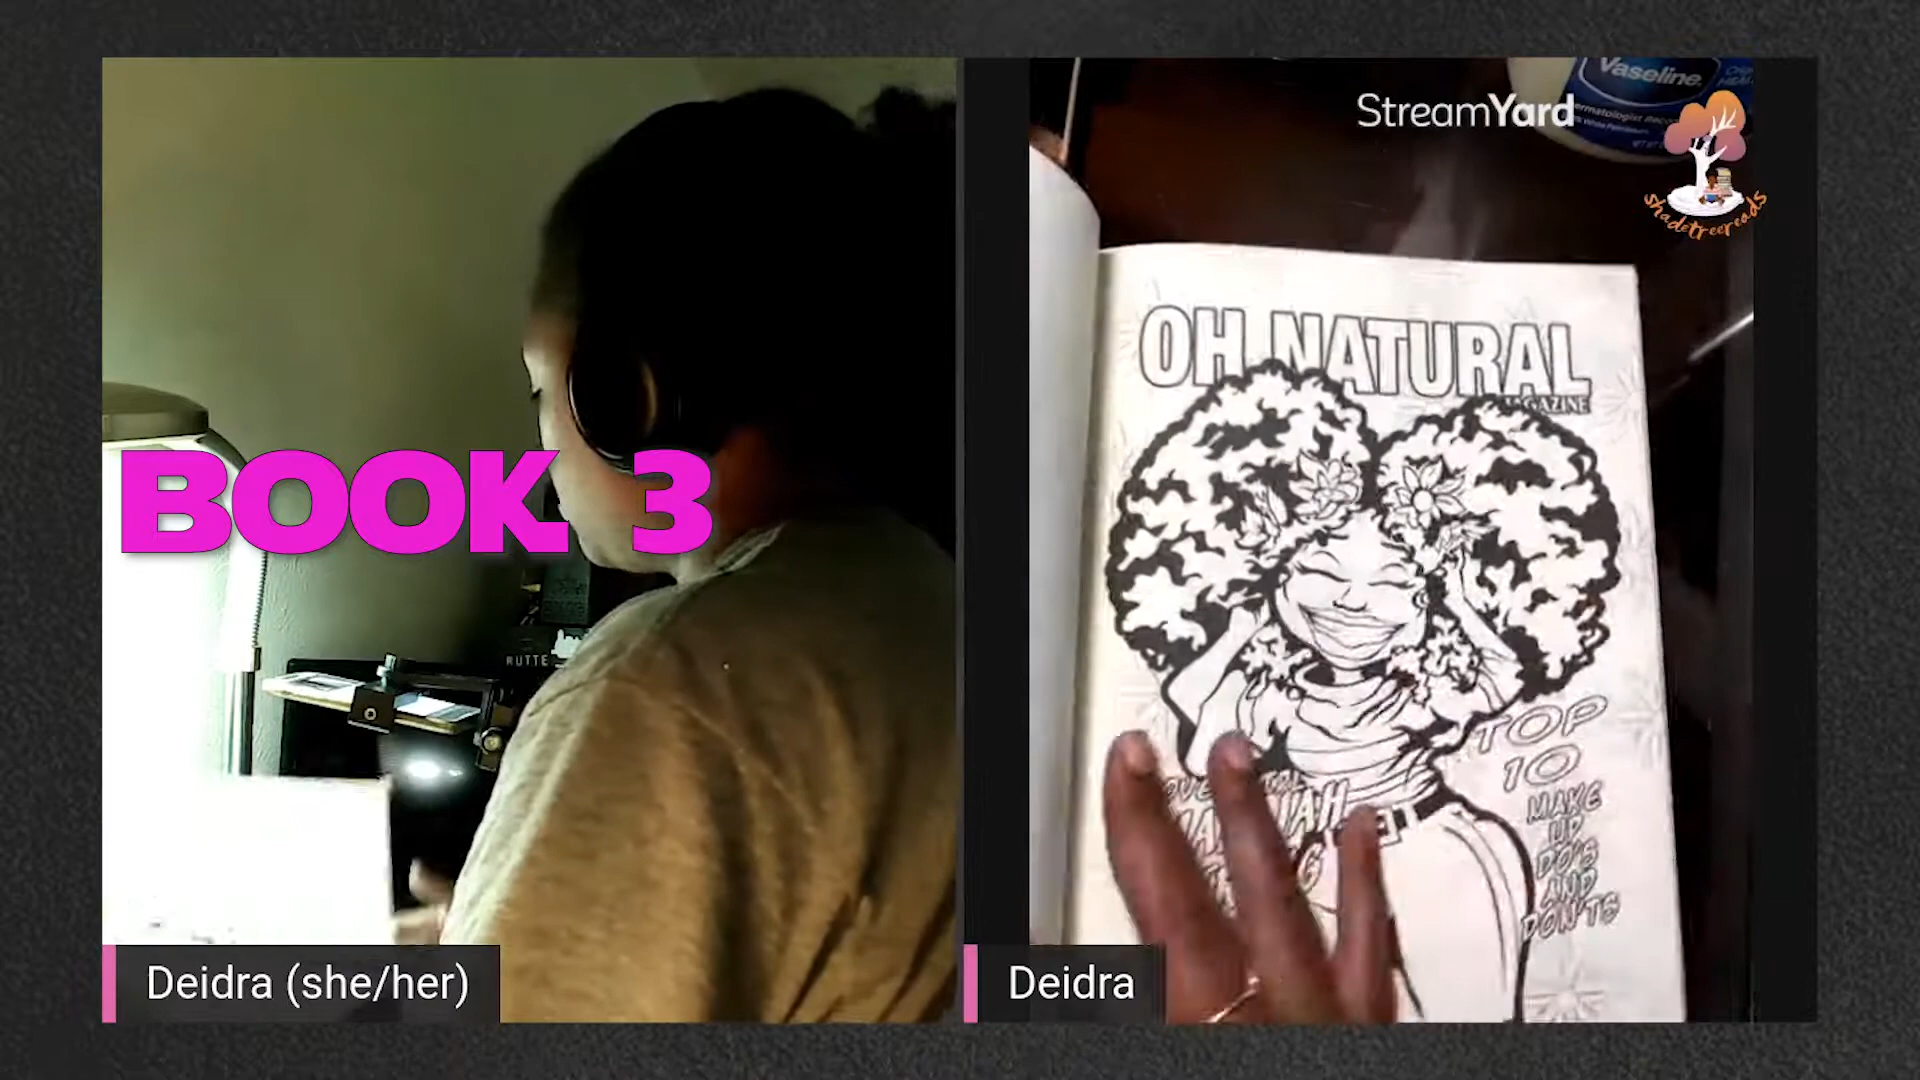 Vaseline.
StreamYard
shadetreereads
OH NATURAL
MAGAZINE
BOOK 3
RUTTE
TOP
10
MAKE
UP
DO'S
AND
DON'TS
Deidra (she/her)
Deidra